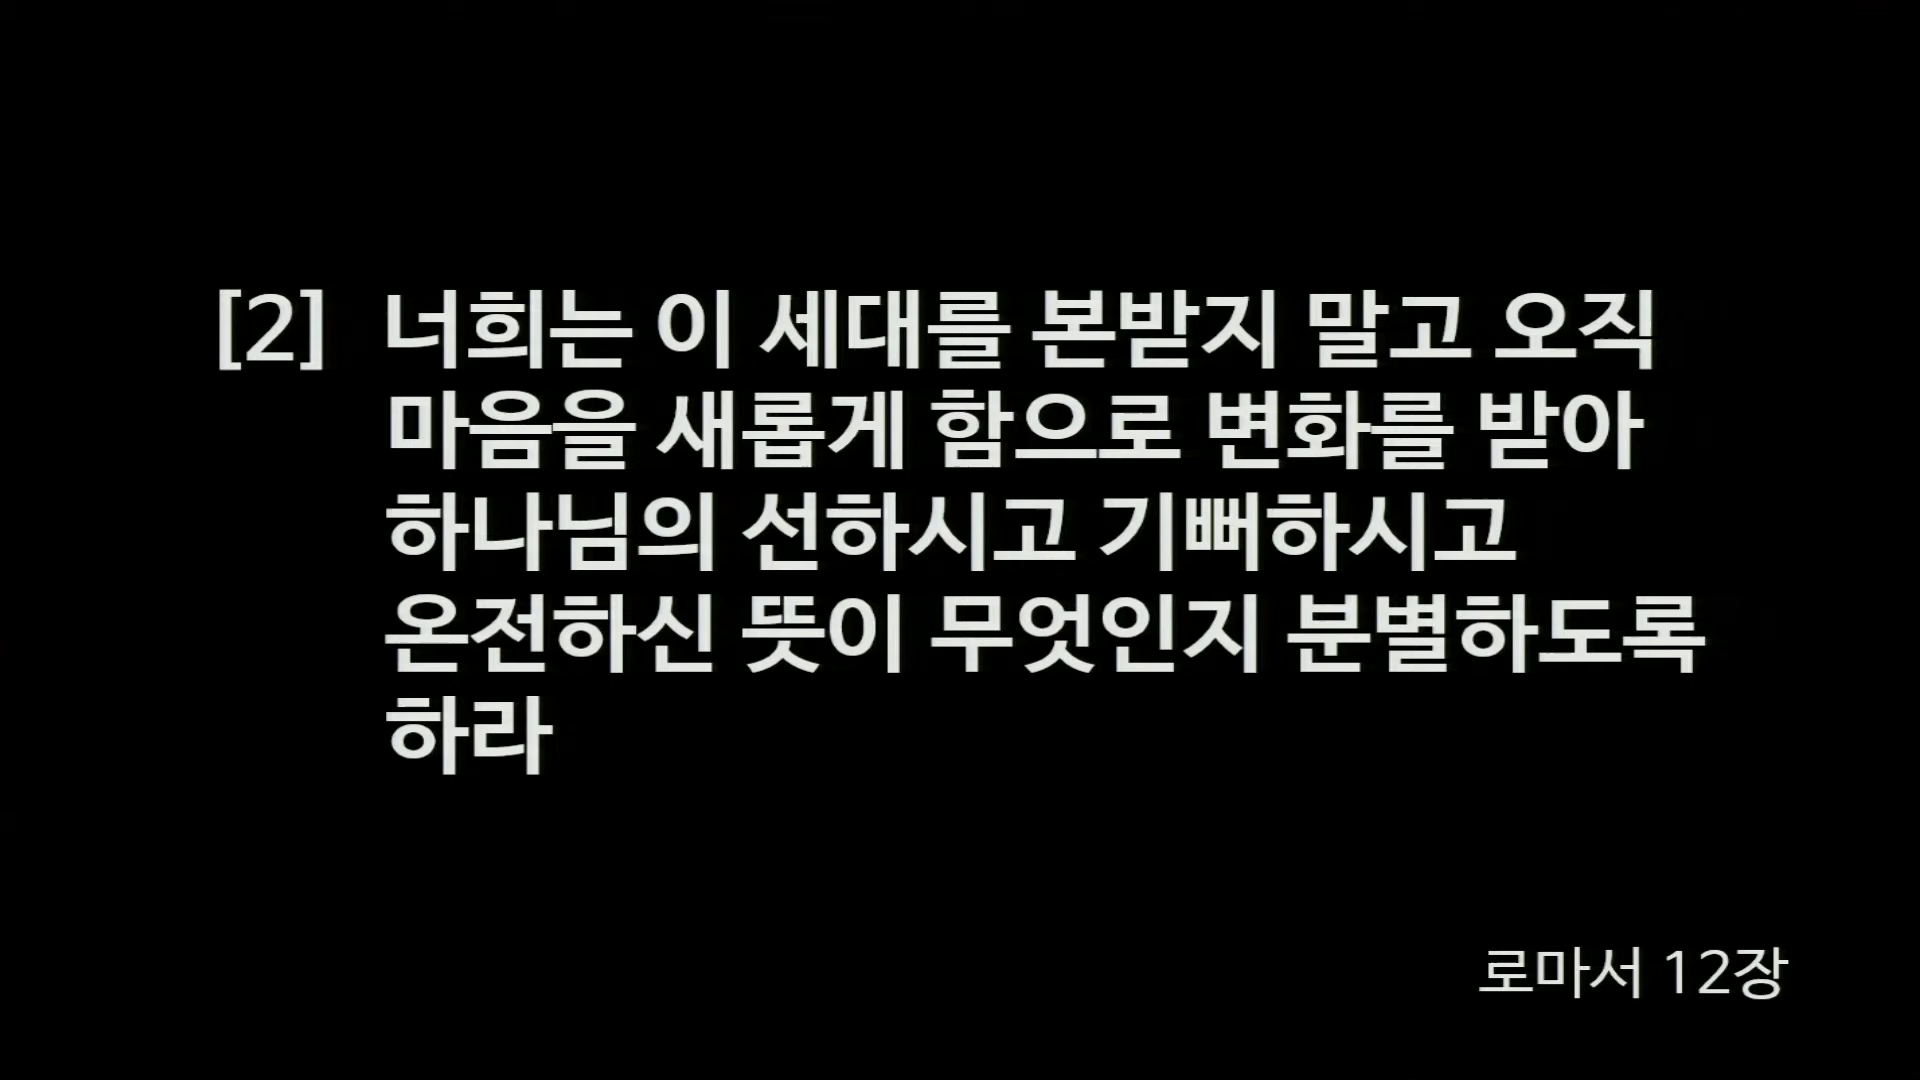 [2] 너희는 이 세대를 본받지 말고 오직
마음을 새롭게 함으로 변화를 받아
하나님의 선하시고 기뻐하시고
온전하신 뜻이 무엇인지 분별하도록
하라
로마서 12장